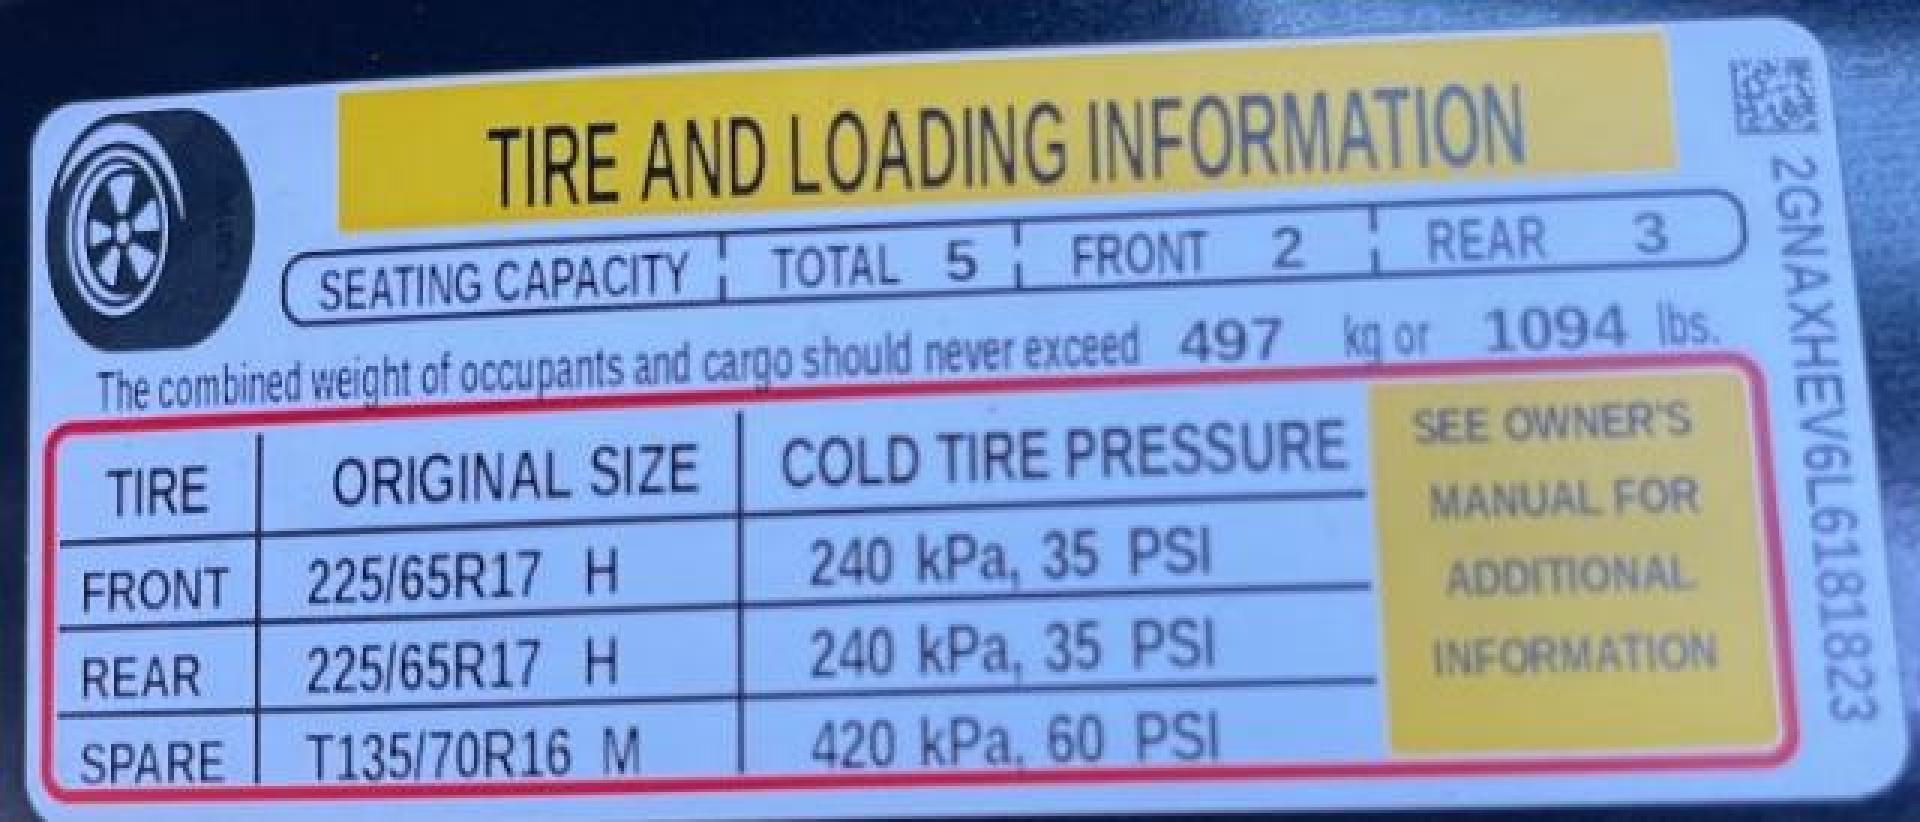 TIRE AND LOADING INFORMATION
SEATING CAPACITY TOTAL 5 FRONT 2 REAR 3
The combined weight of occupants and cargo should never exceed 497 kg or 1094 lbs.
TIRE ORIGINAL SIZE COLD TIRE PRESSURE
FRONT 225/65R17 H 240 kPa, 35 PSI
REAR 225/65R17 H 240 kPa, 35 PSI
SPARE T135/70R16 M 420 kPa, 60 PSI
SEE OWNER'S
MANUAL FOR
ADDITIONAL
INFORMATION
2GNAXHEV6L6181823